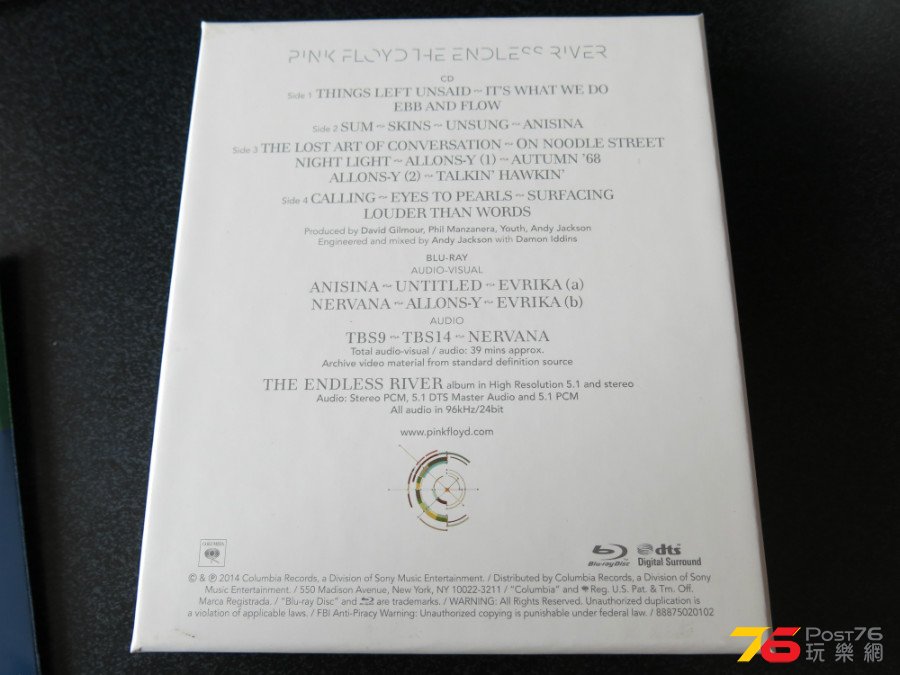 PINK FLOYD THE ENDLESS RIVER
CD
Side 1 THINGS LEFT UNSAID ~ IT'S WHAT WE DO
EBB AND FLOW
Side 2 SUM ~ SKINS ~ UNSUNG ~ ANISINA
Side 3 THE LOST ART OF CONVERSATION ~ ON NOODLE STREET
NIGHT LIGHT ~ ALLONS-Y (1) ~ AUTUMN '68
ALLONS-Y (2) ~ TALKIN' HAWKIN'
Side 4 CALLING ~ EYES TO PEARLS ~ SURFACING
LOUDER THAN WORDS
Produced by David Gilmour, Phil Manzanera, Youth, Andy Jackson
Engineered and mixed by Andy Jackson with Damon Iddins
BLU-RAY
AUDIO-VISUAL
ANISINA ~ UNTITLED ~ EVRIKA (a)
NERVANA ~ ALLONS-Y ~ EVRIKA (b)
AUDIO
TBS9 ~ TBS14 ~ NERVANA
Total audio-visual / audio: 39 mins approx.
Archive video material from standard definition source
THE ENDLESS RIVER album in High Resolution 5.1 and stereo
Audio: Stereo PCM, 5.1 DTS Master Audio and 5.1 PCM
All audio in 96kHz/24bit
www.pinkfloyd.com
COLUMBIA
Blu-ray Disc
dts Digital Surround
© & ℗ 2014 Columbia Records, a Division of Sony Music Entertainment. / Distributed by Columbia Records, a Division of Sony
Music Entertainment. / 550 Madison Avenue, New York, NY 10022-3211 / "Columbia" and Reg. U.S. Pat. & Tm. Off.
Marca Registrada. / "Blu-ray Disc" and are trademarks. / WARNING: All Rights Reserved. Unauthorized duplication is
a violation of applicable laws. / FBI Anti-Piracy Warning: Unauthorized copying is punishable under federal law. / 88875020102
76 Post76
玩樂網